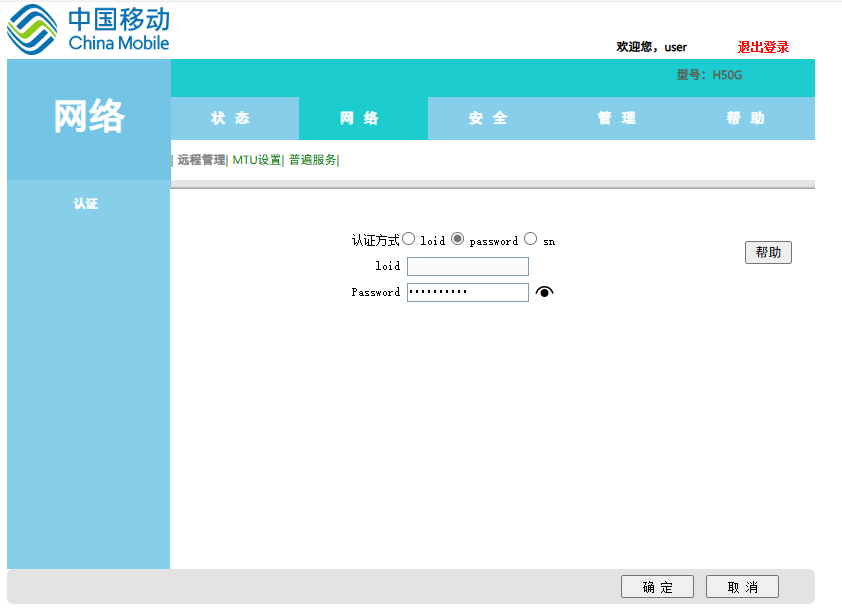 中国移动
China Mobile
欢迎您，user 退出登录
型号：H50G
网络
状 态 网 络 安 全 管 理 帮 助
| 远程管理| MTU设置| 普遍服务|
认证
认证方式 loid password sn
帮助
loid
Password ••••••••••
确 定 取 消